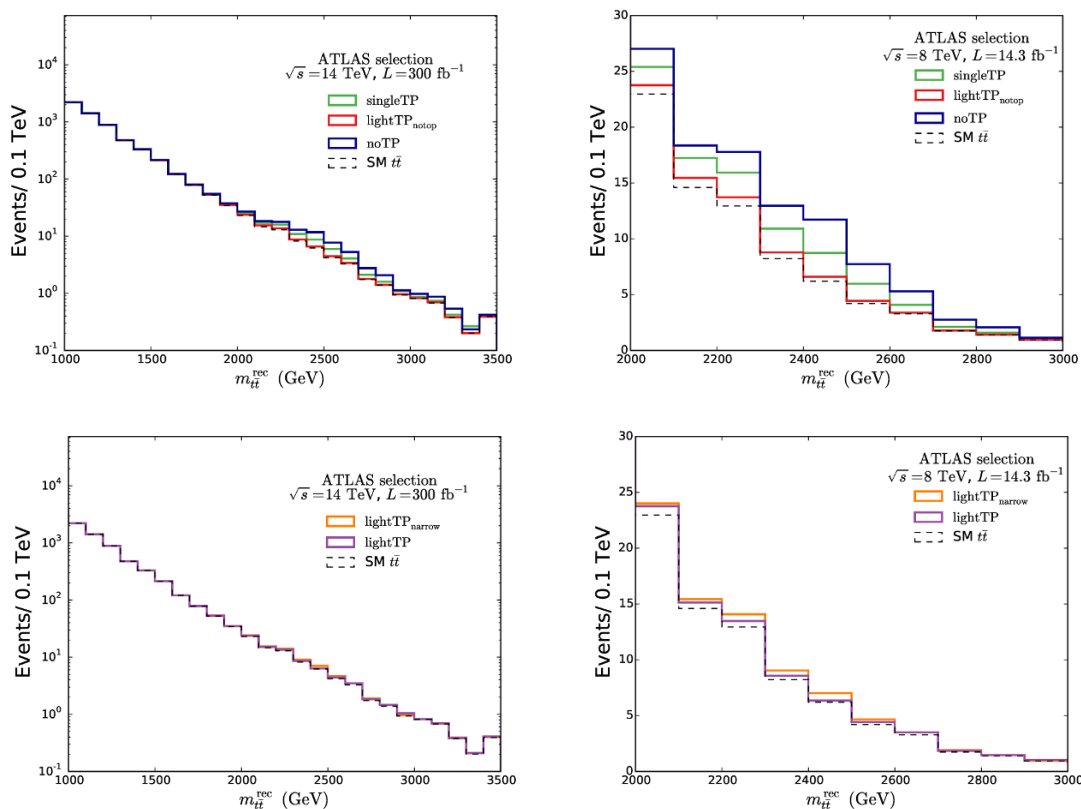 ATLAS selection
√s = 14 TeV, L = 300 fb⁻¹
singleTP
lightTP_notop
noTP
SM tt̄
Events/ 0.1 TeV
10⁴
10³
10²
10¹
10⁰
10⁻¹
1000 1500 2000 2500 3000 3500
m_tt̄^rec (GeV)
ATLAS selection
√s = 8 TeV, L = 14.3 fb⁻¹
singleTP
lightTP_notop
noTP
SM tt̄
Events/ 0.1 TeV
30
25
20
15
10
5
0
2000 2200 2400 2600 2800 3000
m_tt̄^rec (GeV)
ATLAS selection
√s = 14 TeV, L = 300 fb⁻¹
lightTP_narrow
lightTP
SM tt̄
Events/ 0.1 TeV
10⁴
10³
10²
10¹
10⁰
10⁻¹
1000 1500 2000 2500 3000 3500
m_tt̄^rec (GeV)
ATLAS selection
√s = 8 TeV, L = 14.3 fb⁻¹
lightTP_narrow
lightTP
SM tt̄
Events/ 0.1 TeV
30
25
20
15
10
5
0
2000 2200 2400 2600 2800 3000
m_tt̄^rec (GeV)